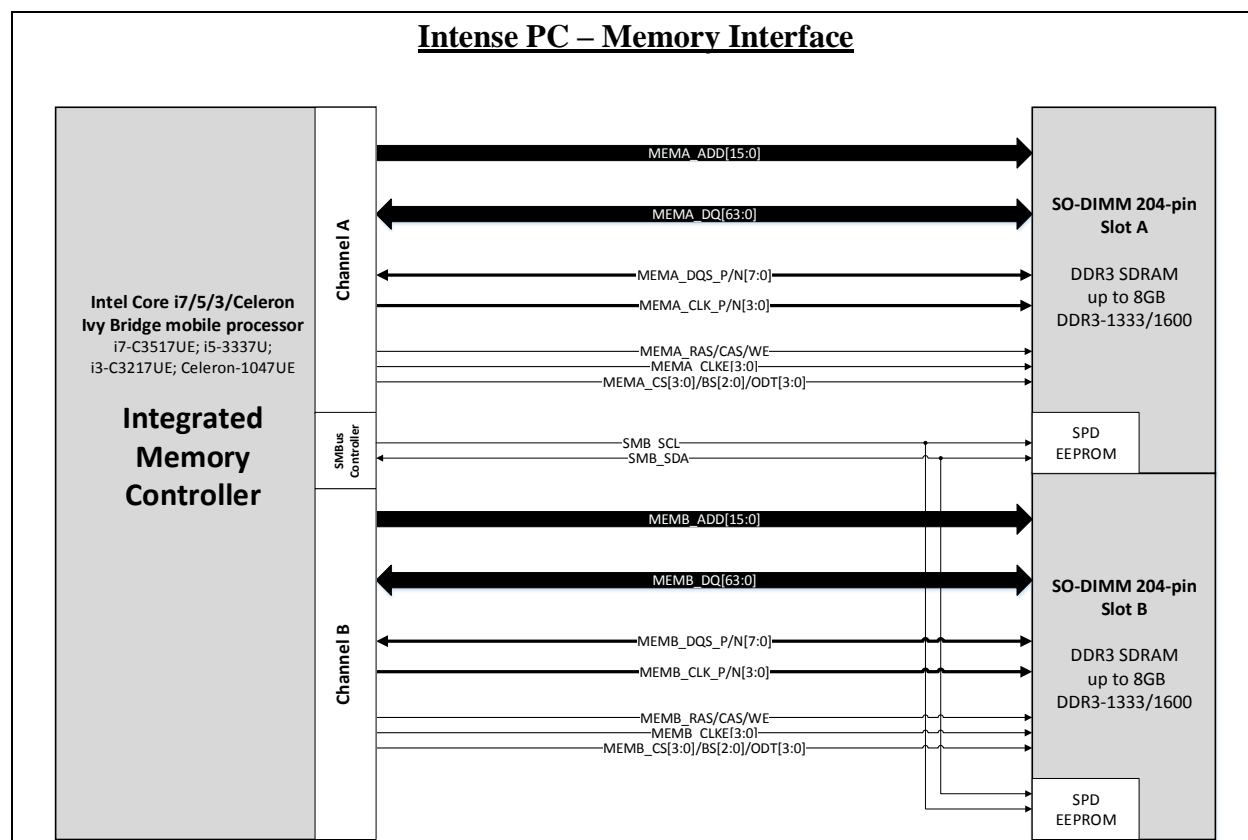 Intense PC – Memory Interface
Intel Core i7/5/3/Celeron
Ivy Bridge mobile processor
i7-C3517UE; i5-3337U;
i3-C3217UE; Celeron-1047UE
Integrated
Memory
Controller
Channel A
SMBus
Controller
Channel B
MEMA_ADD[15:0]
MEMA_DQ[63:0]
MEMA_DQS_P/N[7:0]
MEMA_CLK_P/N[3:0]
MEMA_RAS/CAS/WE
MEMA_CLKE[3:0]
MEMA_CS[3:0]/BS[2:0]/ODT[3:0]
SMB_SCL
SMB_SDA
MEMB_ADD[15:0]
MEMB_DQ[63:0]
MEMB_DQS_P/N[7:0]
MEMB_CLK_P/N[3:0]
MEMB_RAS/CAS/WE
MEMB_CLKE[3:0]
MEMB_CS[3:0]/BS[2:0]/ODT[3:0]
SO-DIMM 204-pin
Slot A
DDR3 SDRAM
up to 8GB
DDR3-1333/1600
SPD
EEPROM
SO-DIMM 204-pin
Slot B
DDR3 SDRAM
up to 8GB
DDR3-1333/1600
SPD
EEPROM